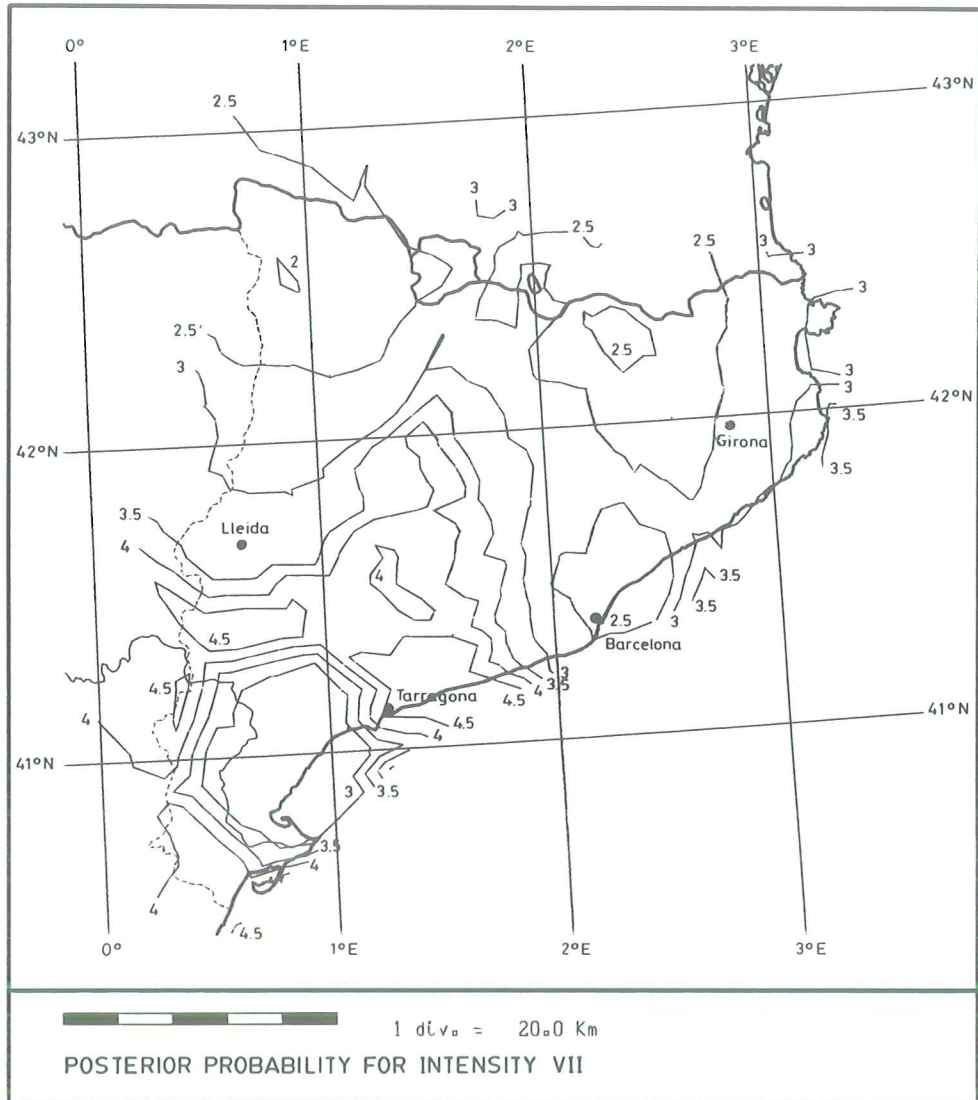 0° 1°E 2°E 3°E
43°N
2.5
43°N
3
3
2.5
2.5
3
3
2
3
2.5'
3
2.5
3
3
42°N
3.5
Girona
42°N
3.5
3.5
Lleida
4
4
3.5
3.5
2.5
3
4.5
Barcelona
4.5
3
3.5
4
4.5
Tarragona
4
4.5
4
41°N
41°N
3
3.5
3.5
4
4
4.5
0° 1°E 2°E 3°E
1 div. = 20.0 Km
POSTERIOR PROBABILITY FOR INTENSITY VII